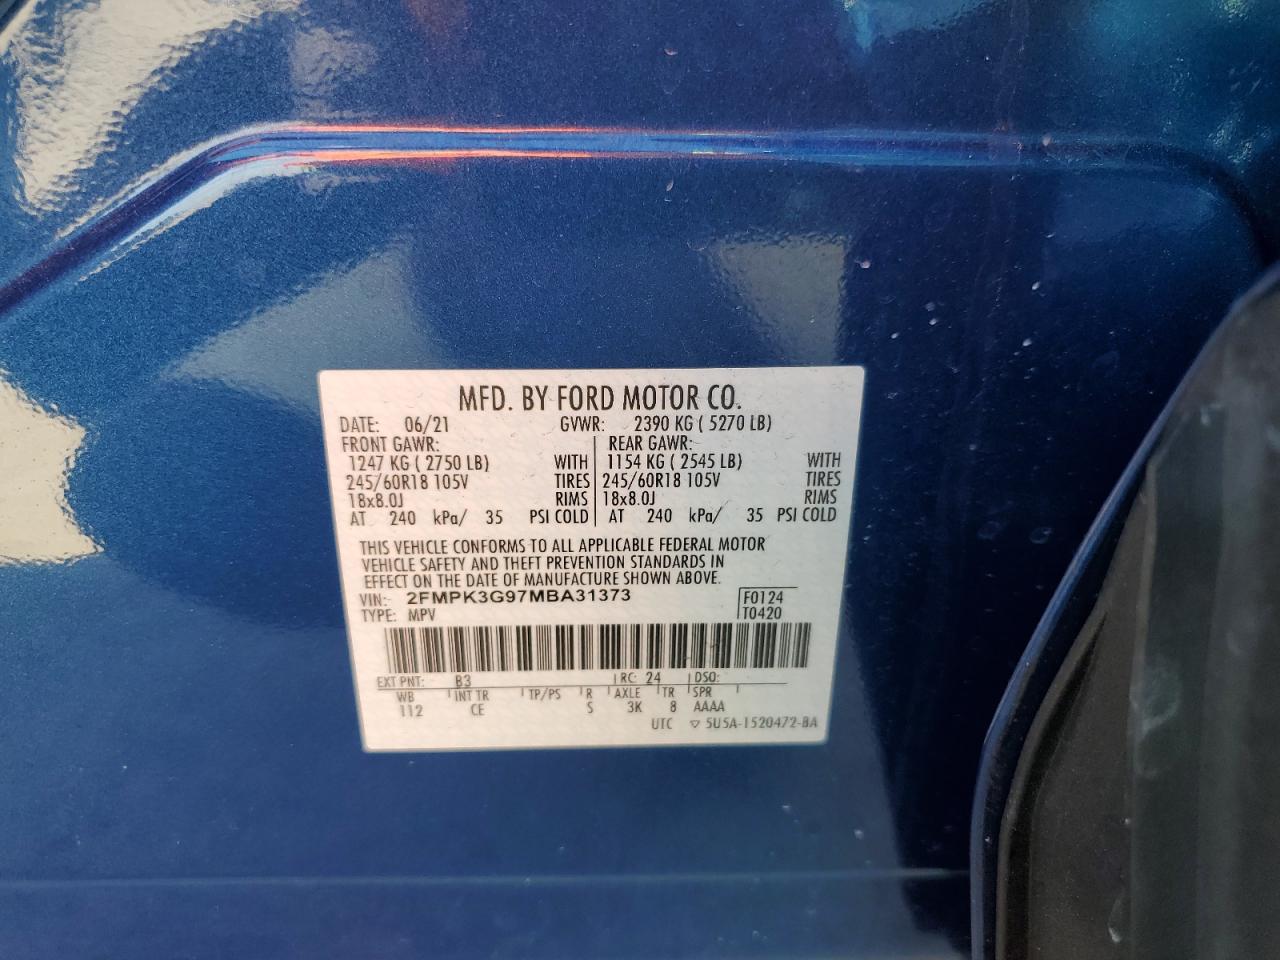 MFD. BY FORD MOTOR CO.
DATE: 06/21 GVWR: 2390 KG ( 5270 LB)
FRONT GAWR: REAR GAWR:
1247 KG ( 2750 LB) WITH 1154 KG ( 2545 LB) WITH
245/60R18 105V TIRES 245/60R18 105V TIRES
18x8.0J RIMS 18x8.0J RIMS
AT 240 kPa/ 35 PSI COLD AT 240 kPa/ 35 PSI COLD
THIS VEHICLE CONFORMS TO ALL APPLICABLE FEDERAL MOTOR
VEHICLE SAFETY AND THEFT PREVENTION STANDARDS IN
EFFECT ON THE DATE OF MANUFACTURE SHOWN ABOVE.
VIN: 2FMPK3G97MBA31373 F0124
TYPE: MPV T0420
EXT PNT: B3 RC: 24 DSO:
WB INT TR TP/PS R AXLE TR SPR
112 CE S 3K 8 AAAA
UTC ▽ 5U5A-1520472-BA